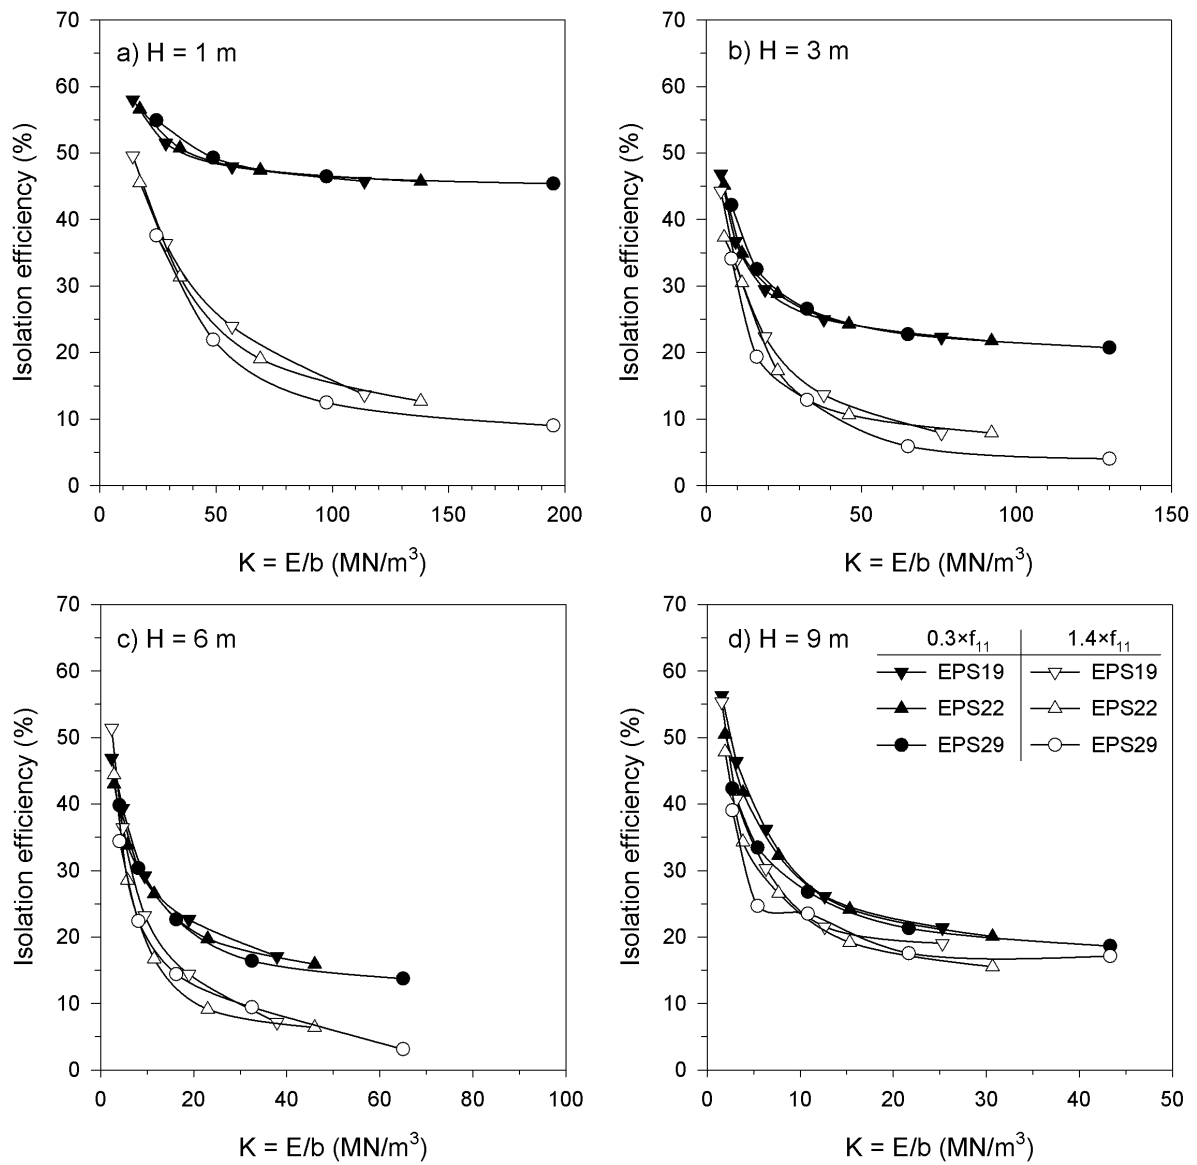 a) H = 1 m
70
60
50
40
30
20
10
0
Isolation efficiency (%)
0 50 100 150 200
K = E/b (MN/m³)
b) H = 3 m
70
60
50
40
30
20
10
0
Isolation efficiency (%)
0 50 100 150
K = E/b (MN/m³)
c) H = 6 m
70
60
50
40
30
20
10
0
Isolation efficiency (%)
0 20 40 60 80 100
K = E/b (MN/m³)
d) H = 9 m
70
60
50
40
30
20
10
0
Isolation efficiency (%)
0 10 20 30 40 50
K = E/b (MN/m³)
0.3×f₁₁ 1.4×f₁₁
EPS19 EPS19
EPS22 EPS22
EPS29 EPS29